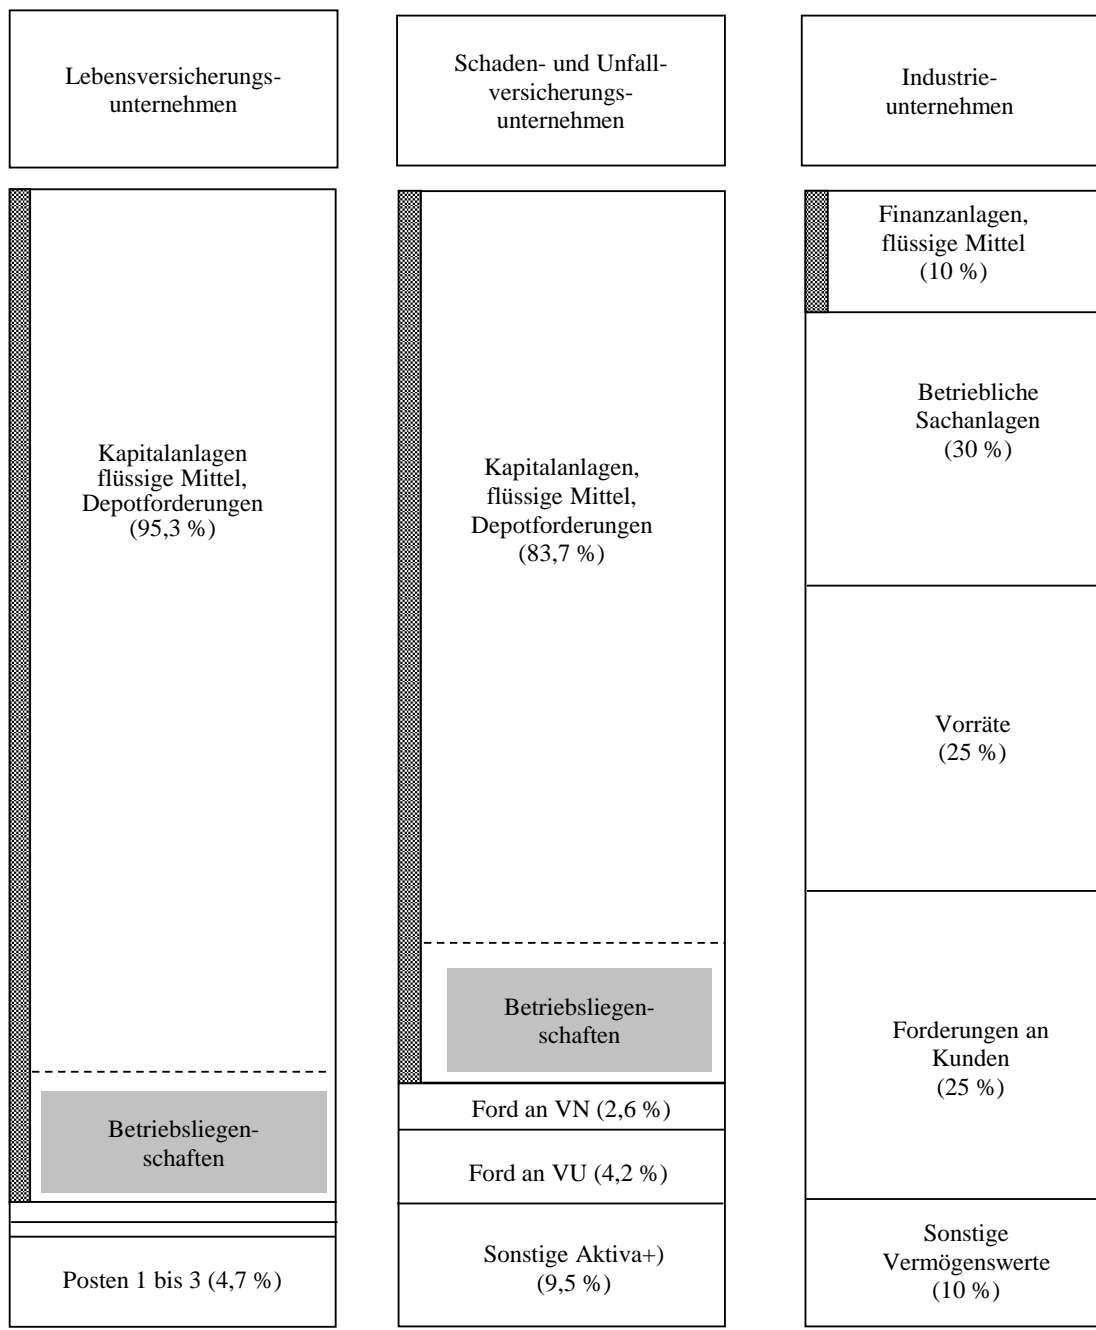 Lebensversicherungs-
unternehmen
Schaden- und Unfall-
versicherungs-
unternehmen
Industrie-
unternehmen
Kapitalanlagen
flüssige Mittel,
Depotforderungen
(95,3 %)
Betriebsliegen-
schaften
Posten 1 bis 3 (4,7 %)
Kapitalanlagen,
flüssige Mittel,
Depotforderungen
(83,7 %)
Betriebsliegen-
schaften
Ford an VN (2,6 %)
Ford an VU (4,2 %)
Sonstige Aktiva+)
(9,5 %)
Finanzanlagen,
flüssige Mittel
(10 %)
Betriebliche
Sachanlagen
(30 %)
Vorräte
(25 %)
Forderungen an
Kunden
(25 %)
Sonstige
Vermögenswerte
(10 %)